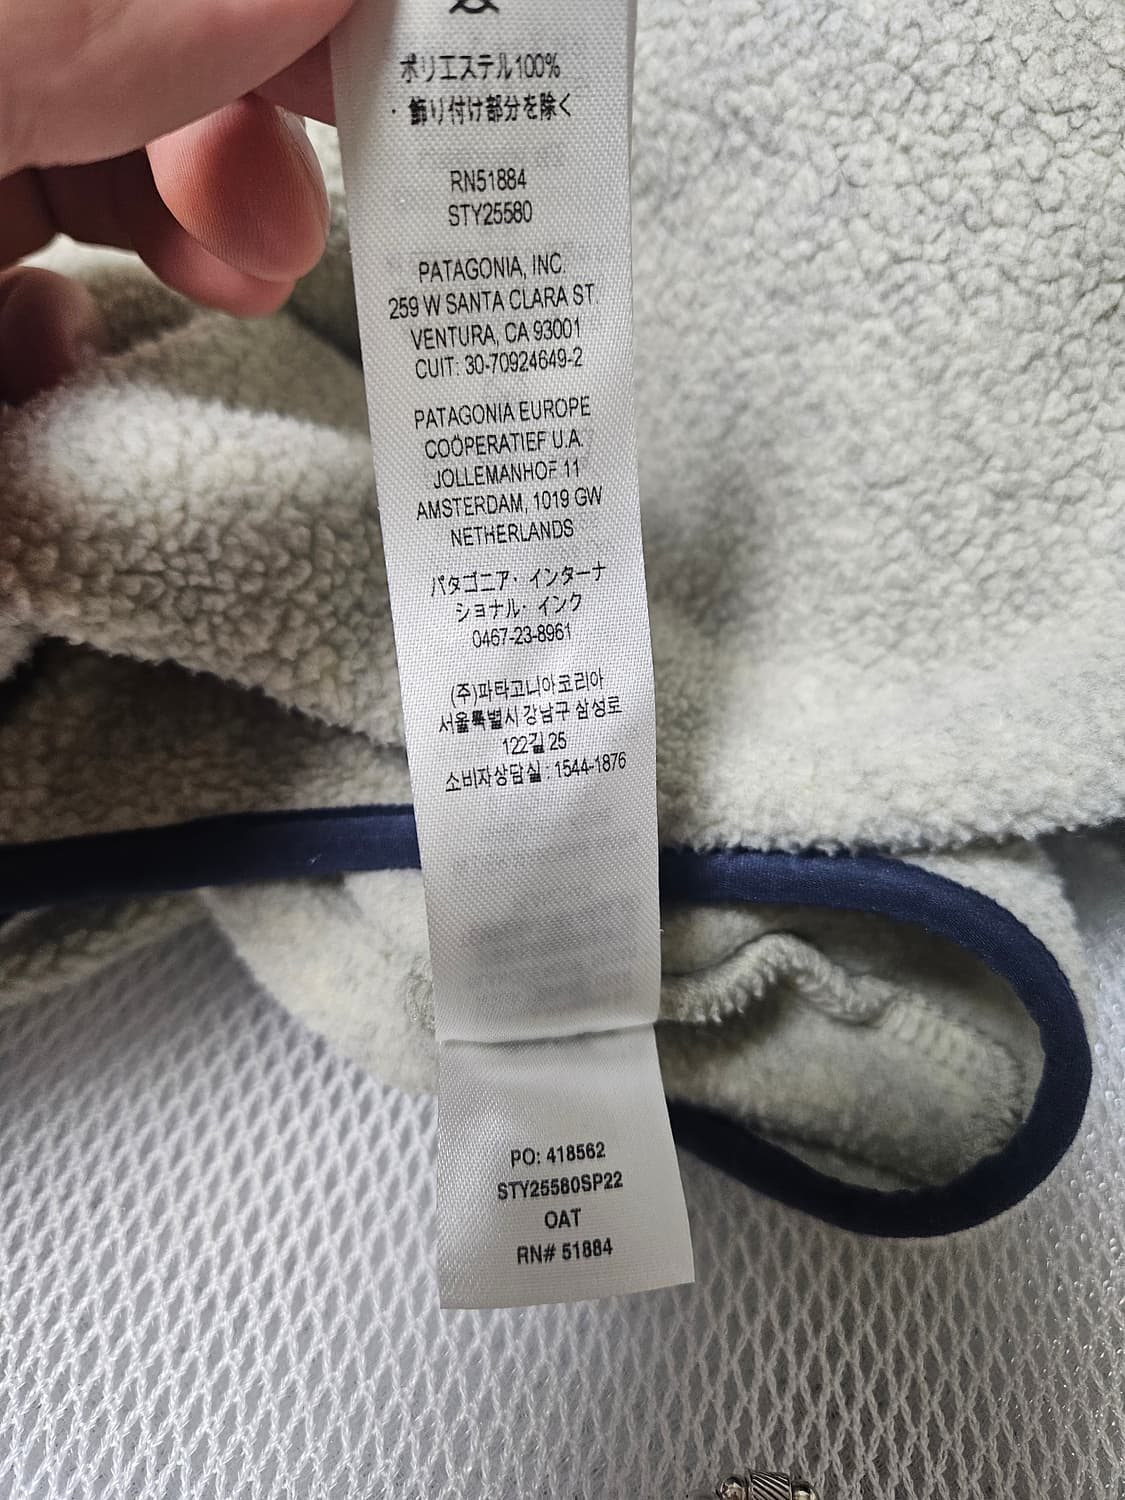 ポリエステル100%
・飾り付け部分を除く
RN51884
STY25580
PATAGONIA, INC.
259 W SANTA CLARA ST.
VENTURA, CA 93001
CUIT: 30-70924649-2
PATAGONIA EUROPE
COÖPERATIEF U.A.
JOLLEMANHOF 11
AMSTERDAM, 1019 GW
NETHERLANDS
パタゴニア・インターナ
ショナル・インク
0467-23-8961
(주)파타고니아코리아
서울특별시 강남구 삼성로
122길 25
소비자상담실 : 1544-1876
PO: 418562
STY25580SP22
OAT
RN# 51884